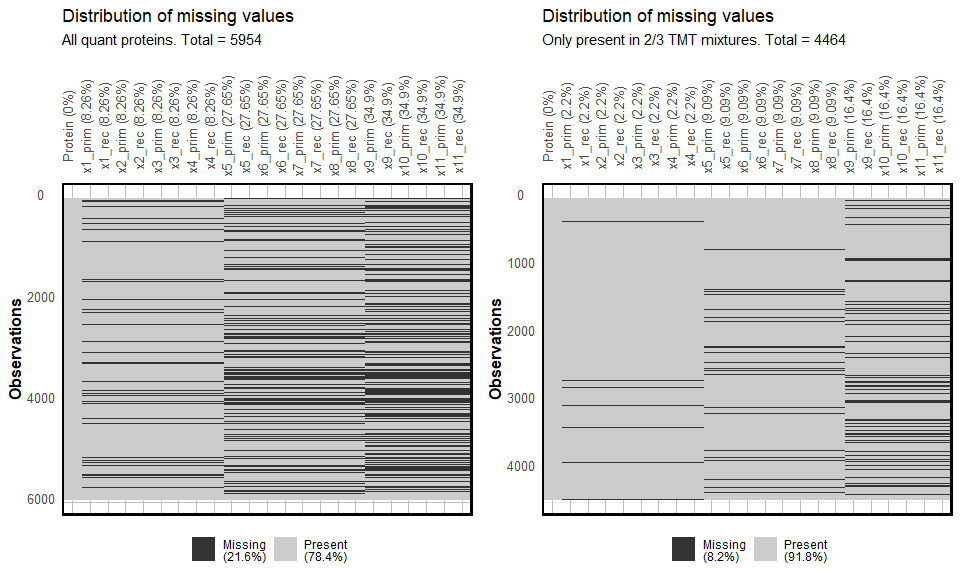 Distribution of missing values
All quant proteins. Total = 5954
Protein (0%)
x1_prim (8.26%)
x1_rec (8.26%)
x2_prim (8.26%)
x2_rec (8.26%)
x3_prim (8.26%)
x3_rec (8.26%)
x4_prim (8.26%)
x4_rec (8.26%)
x5_prim (27.65%)
x5_rec (27.65%)
x6_prim (27.65%)
x6_rec (27.65%)
x7_prim (27.65%)
x7_rec (27.65%)
x8_prim (27.65%)
x8_rec (27.65%)
x9_prim (34.9%)
x9_rec (34.9%)
x10_prim (34.9%)
x10_rec (34.9%)
x11_prim (34.9%)
x11_rec (34.9%)
Observations
0
2000
4000
6000
Missing
(21.6%)
Present
(78.4%)
Distribution of missing values
Only present in 2/3 TMT mixtures. Total = 4464
Protein (0%)
x1_prim (2.2%)
x1_rec (2.2%)
x2_prim (2.2%)
x2_rec (2.2%)
x3_prim (2.2%)
x3_rec (2.2%)
x4_prim (2.2%)
x4_rec (2.2%)
x5_prim (9.09%)
x5_rec (9.09%)
x6_prim (9.09%)
x6_rec (9.09%)
x7_prim (9.09%)
x7_rec (9.09%)
x8_prim (9.09%)
x8_rec (9.09%)
x9_prim (16.4%)
x9_rec (16.4%)
x10_prim (16.4%)
x10_rec (16.4%)
x11_prim (16.4%)
x11_rec (16.4%)
Observations
0
1000
2000
3000
4000
Missing
(8.2%)
Present
(91.8%)